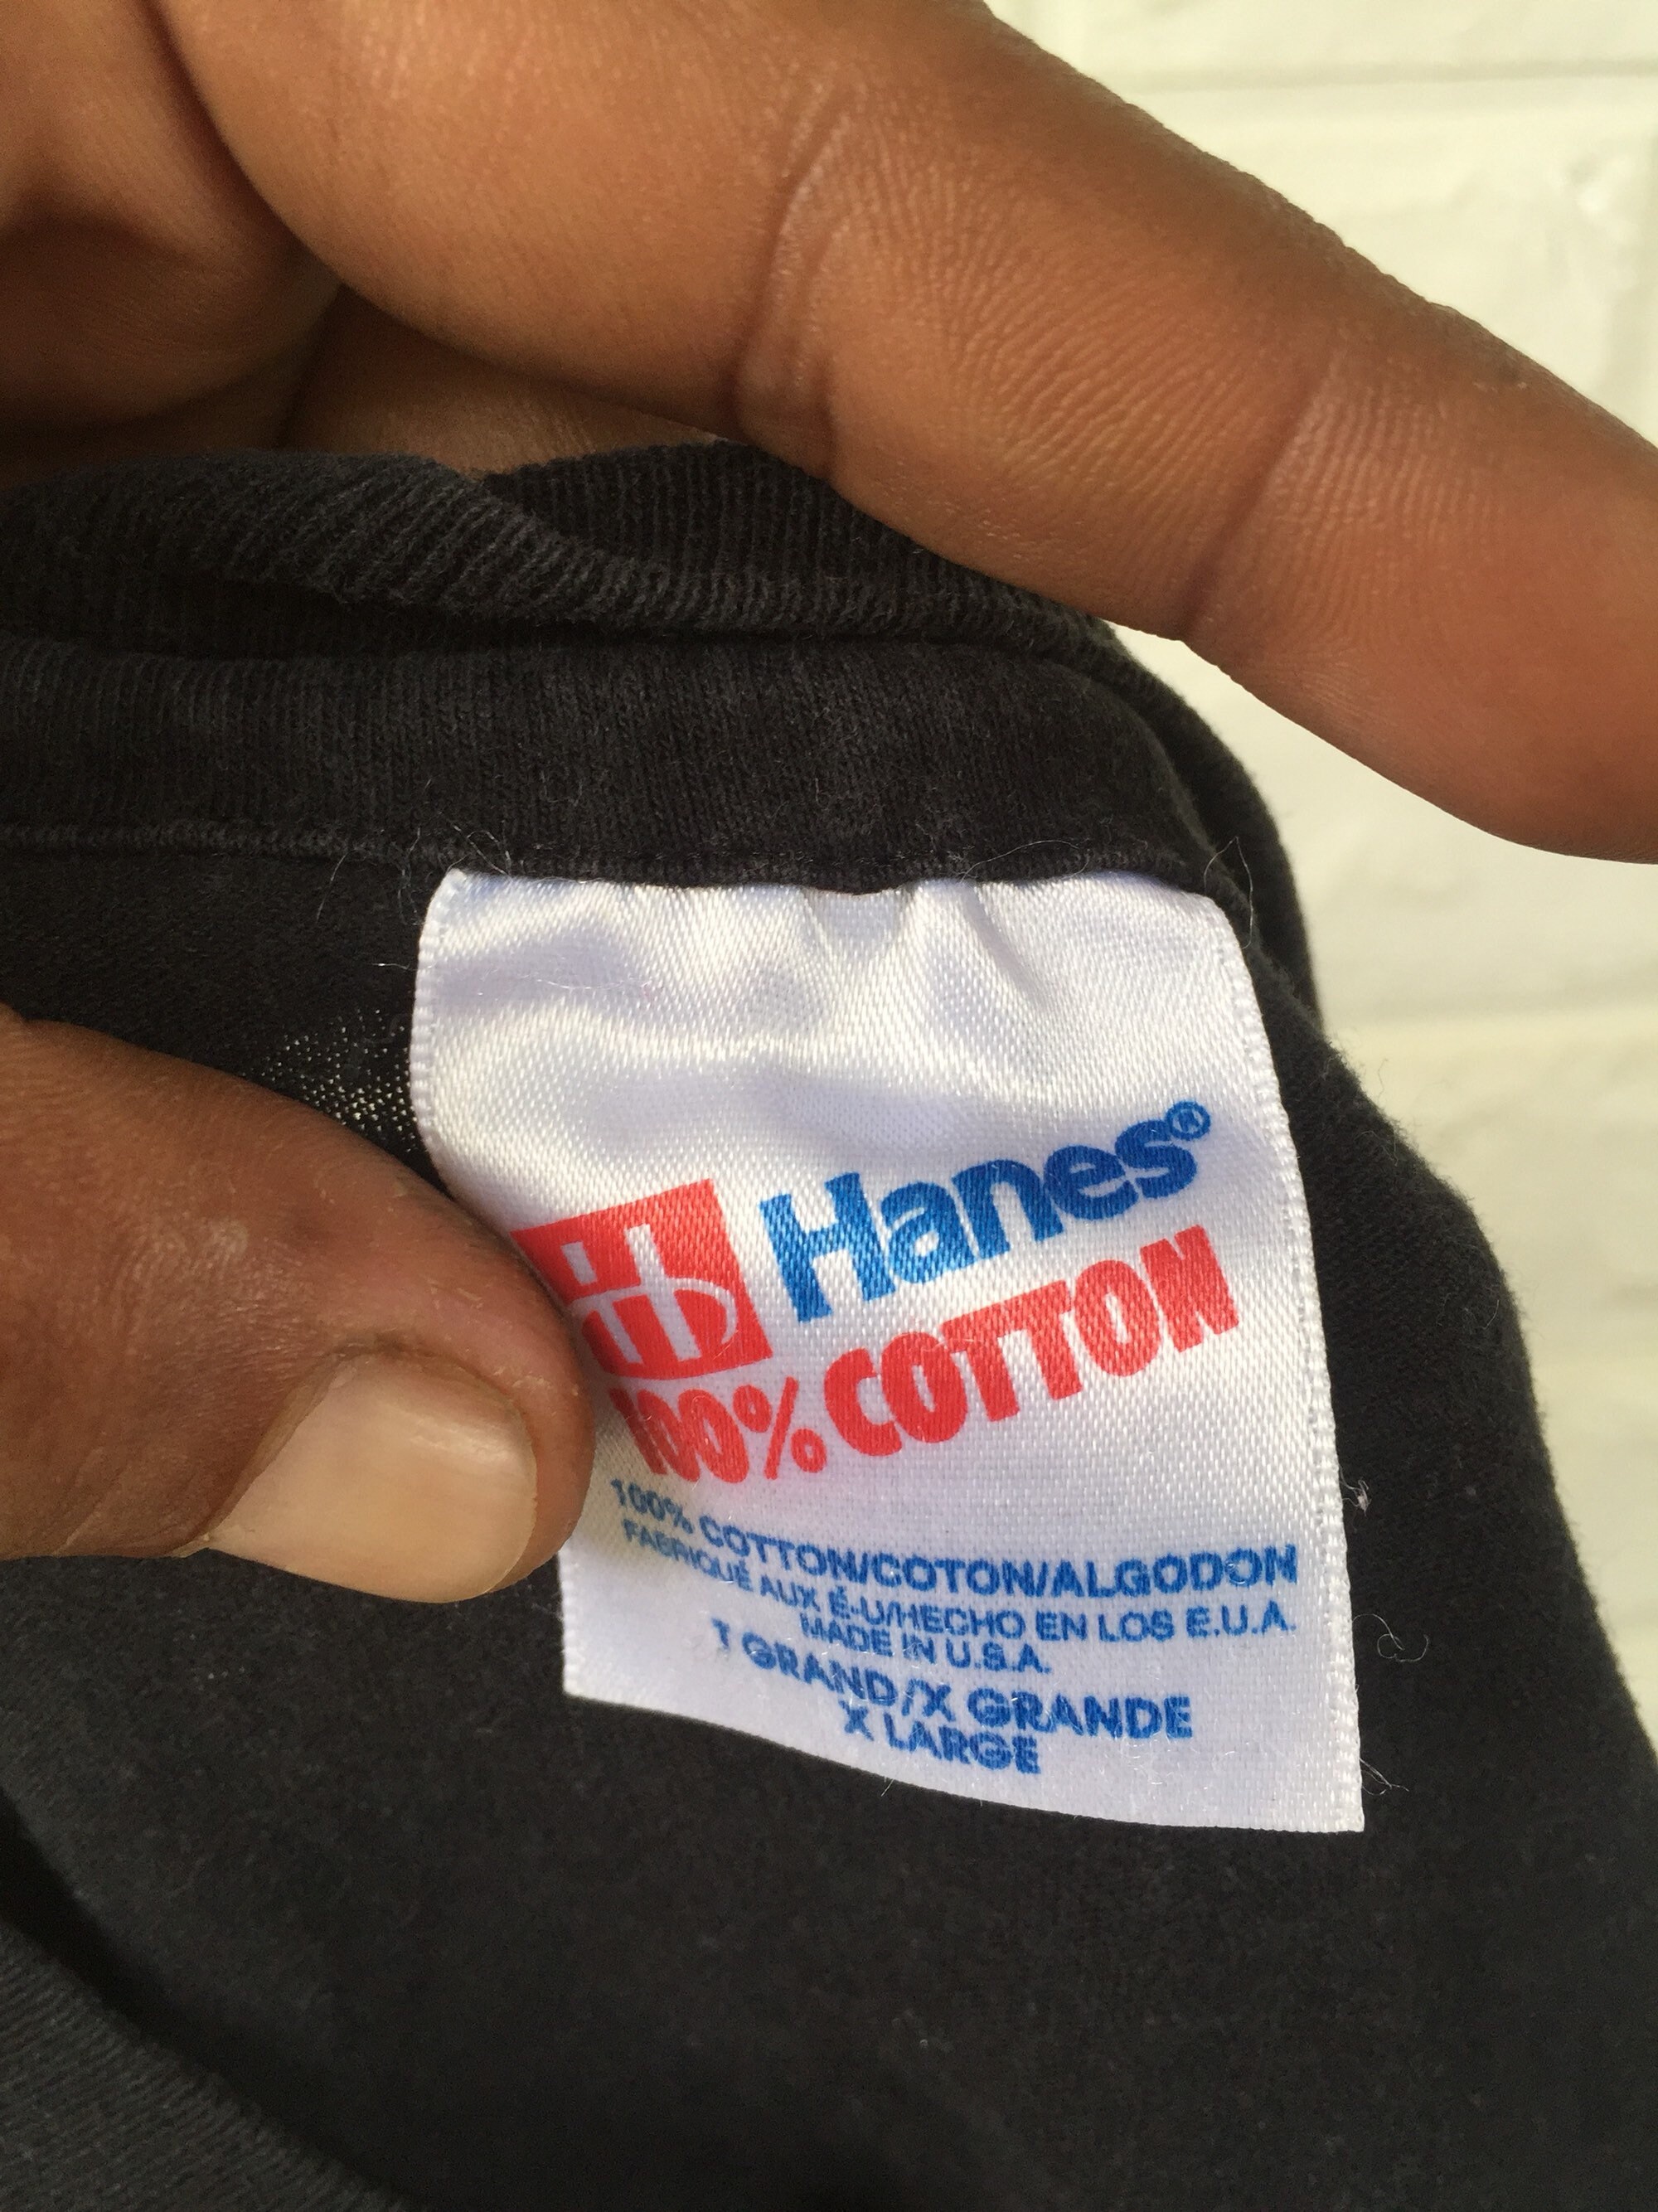 Hanes®
100% COTTON
100% COTTON/COTON/ALGODON
FABRIQUÉ AUX É-U/HECHO EN LOS E.U.A.
MADE IN U.S.A.
T GRAND/X GRANDE
X LARGE